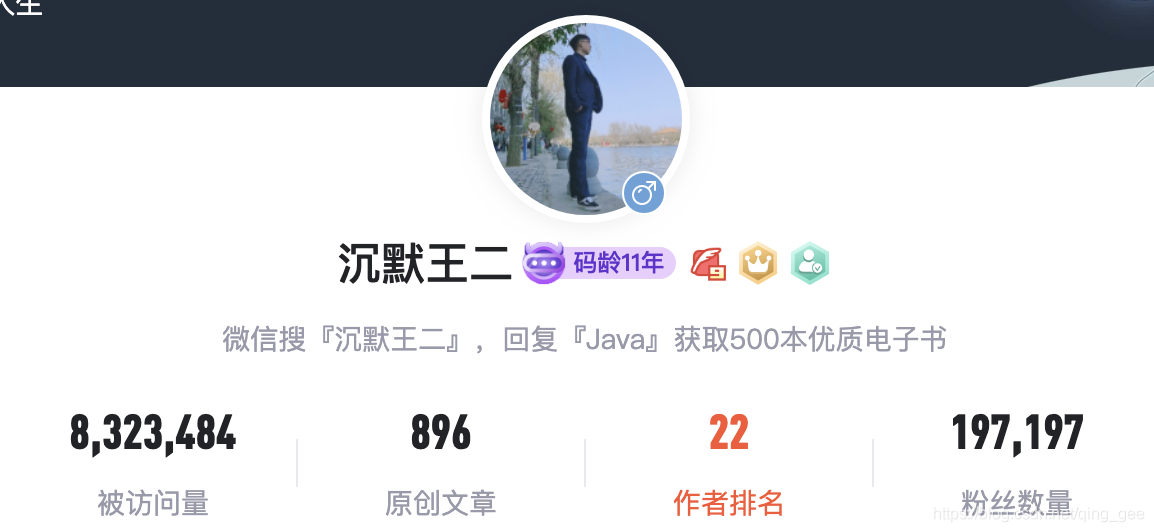 人生
沉默王二 码龄11年
9
微信搜『沉默王二』，回复『Java』获取500本优质电子书
8,323,484 896 22 197,197
被访问量 原创文章 作者排名 粉丝数量
https://blog.csdn.net/qing_gee